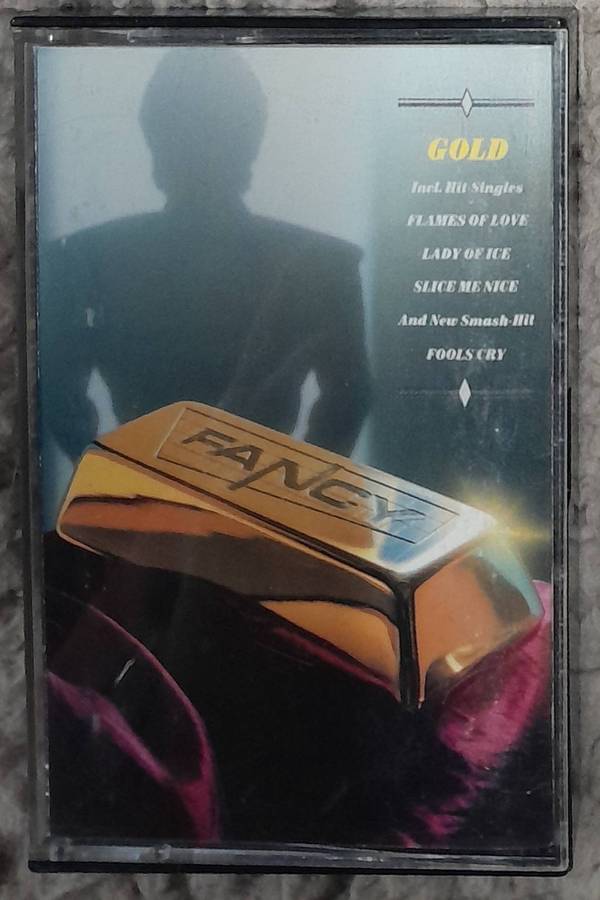 GOLD
Incl. Hit Singles
FLAMES OF LOVE
LADY OF ICE
SLICE ME NICE
And New Smash-Hit
FOOLS CRY
FANCY